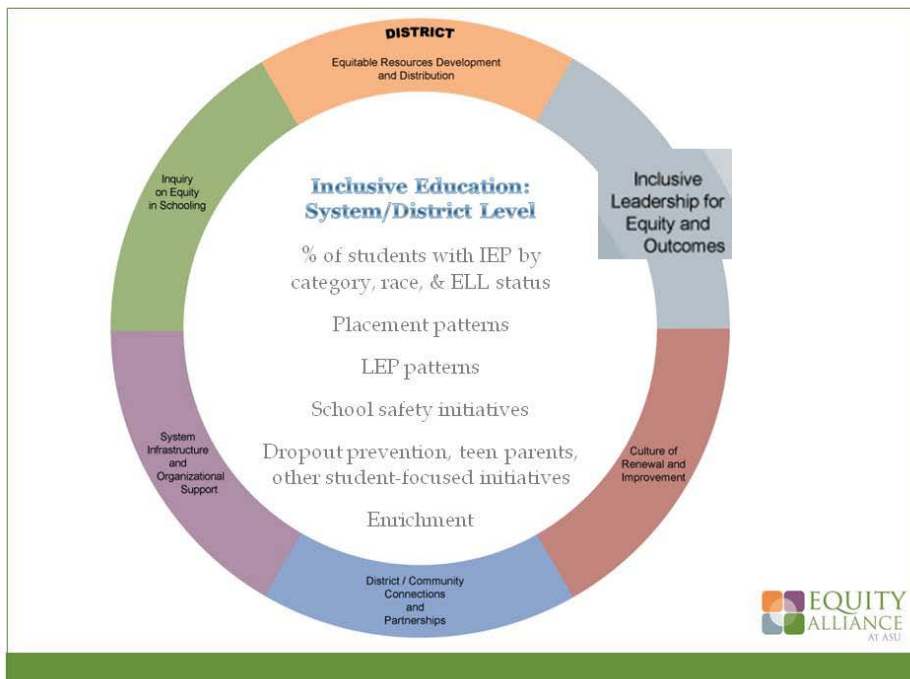 DISTRICT
Equitable Resources Development
and Distribution
Inclusive
Leadership for
Equity and
Outcomes
Inquiry
on Equity
in Schooling
Inclusive Education:
System/District Level
% of students with IEP by
category, race, & ELL status
Placement patterns
LEP patterns
School safety initiatives
Dropout prevention, teen parents,
other student-focused initiatives
Enrichment
System
Infrastructure
and
Organizational
Support
Culture of
Renewal and
Improvement
District / Community
Connections
and
Partnerships
EQUITY
ALLIANCE
AT ASU